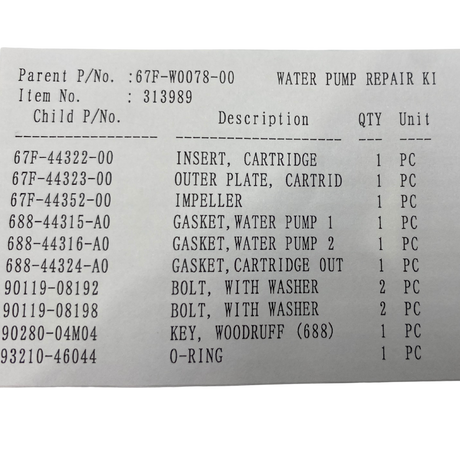 Parent P/No. :67F-W0078-00 WATER PUMP REPAIR KI
Item No. : 313989
Child P/No. Description QTY Unit
67F-44322-00 INSERT, CARTRIDGE 1 PC
67F-44323-00 OUTER PLATE, CARTRID 1 PC
67F-44352-00 IMPELLER 1 PC
688-44315-A0 GASKET,WATER PUMP 1 1 PC
688-44316-A0 GASKET,WATER PUMP 2 1 PC
688-44324-A0 GASKET,CARTRIDGE OUT 1 PC
90119-08192 BOLT, WITH WASHER 2 PC
90119-08198 BOLT, WITH WASHER 2 PC
90280-04M04 KEY, WOODRUFF (688) 1 PC
93210-46044 O-RING 1 PC